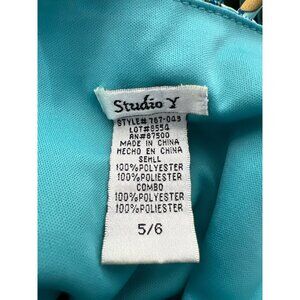 Studio Y
STYLE# 767-043
LOT#8554
RN#67500
MADE IN CHINA
HECHO EN CHINA
SEHLL
100%POLYESTER
100%POLIESTER
COMBO
100%POLYESTER
100%POLIESTER
5/6